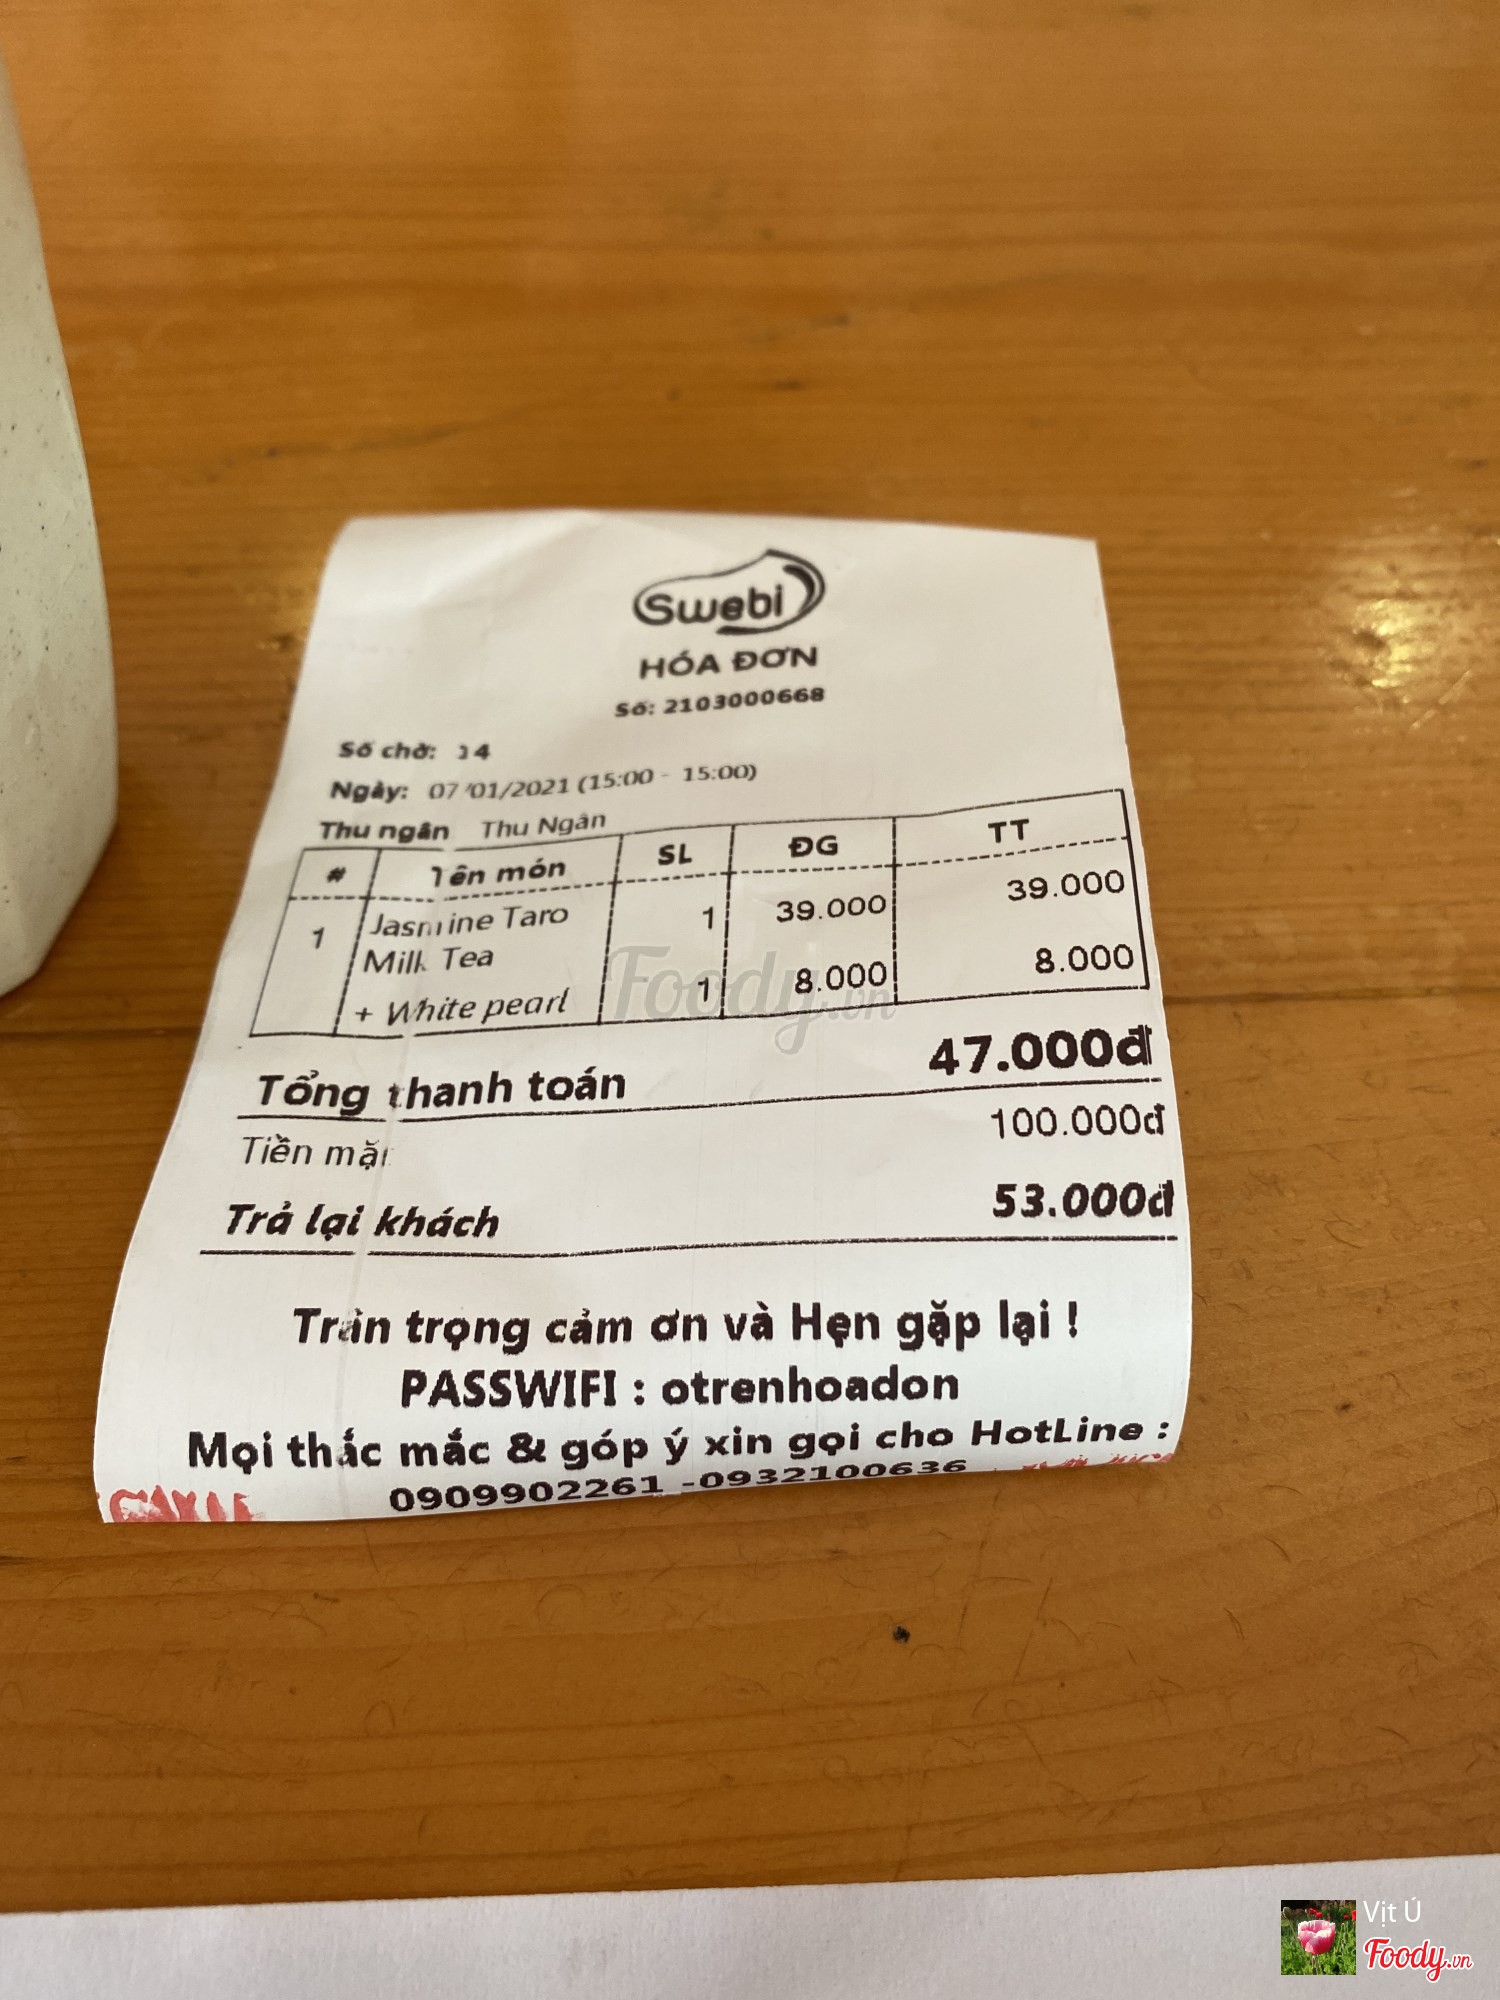 Swebi
HÓA ĐƠN
Số: 2103000668
Số chờ: 14
Ngày: 07/01/2021 (15:00 - 15:00)
Thu ngân Thu Ngân
# Tên món SL ĐG TT
1 Jasmine Taro 1 39.000 39.000
Milk Tea
+ White pearl 1 8.000 8.000
Tổng thanh toán 47.000đ
Tiền mặt 100.000đ
Trả lại khách 53.000đ
Trân trọng cảm ơn và Hẹn gặp lại !
PASSWIFI : otrenhoadon
Mọi thắc mắc & góp ý xin gọi cho HotLine :
0909902261 -0932100636
Foody.vn
Vịt Ú
Foody.vn